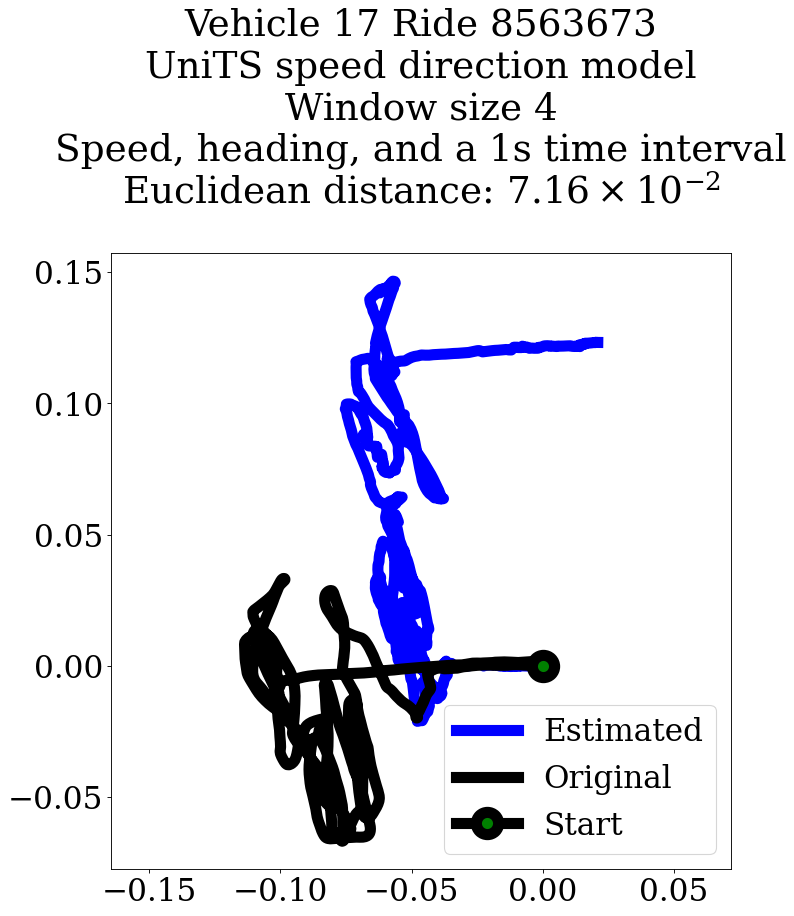 Vehicle 17 Ride 8563673
UniTS speed direction model
Window size 4
Speed, heading, and a 1s time interval
Euclidean distance: 7.16 × 10⁻²
0.15
0.10
0.05
0.00
−0.05
Estimated
Original
Start
−0.15
−0.10
−0.05
0.00
0.05